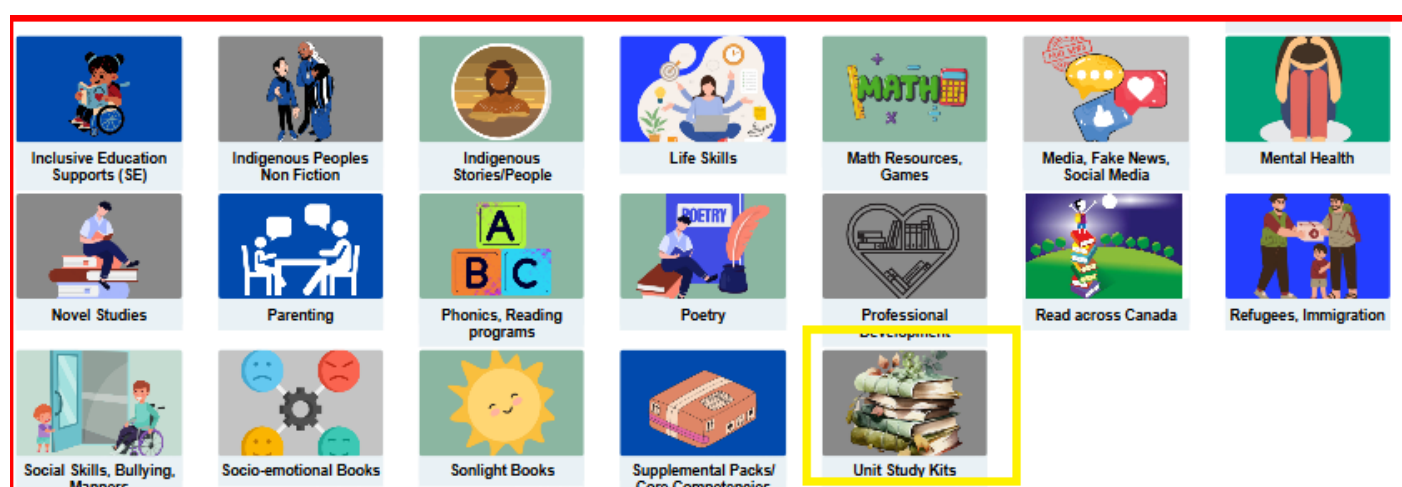 Inclusive Education
Supports (SE)
Indigenous Peoples
Non Fiction
Indigenous
Stories/People
Life Skills
MATH
Math Resources,
Games
FAKE NEWS
Media, Fake News,
Social Media
Mental Health
Novel Studies
Parenting
A
B C
Phonics, Reading
programs
POETRY
Poetry
Professional
Development
Read across Canada
Refugees, Immigration
Social Skills, Bullying,
Manners
Socio-emotional Books
Sonlight Books
Supplemental Packs/
Core Competencies
Unit Study Kits